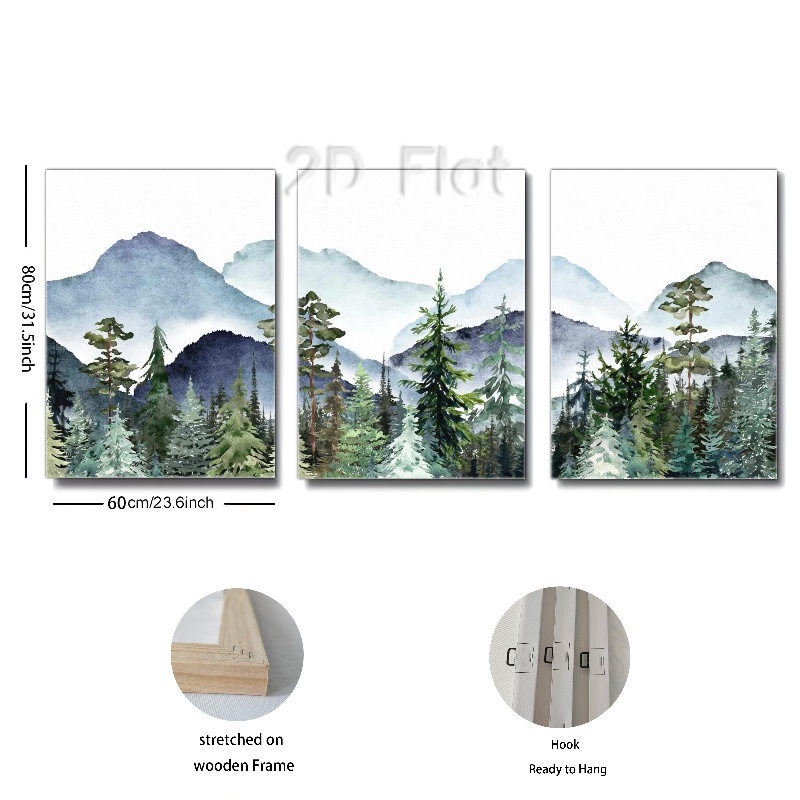 2D Flat
80cm/31.5inch
60cm/23.6inch
stretched on
wooden Frame
Hook
Ready to Hang